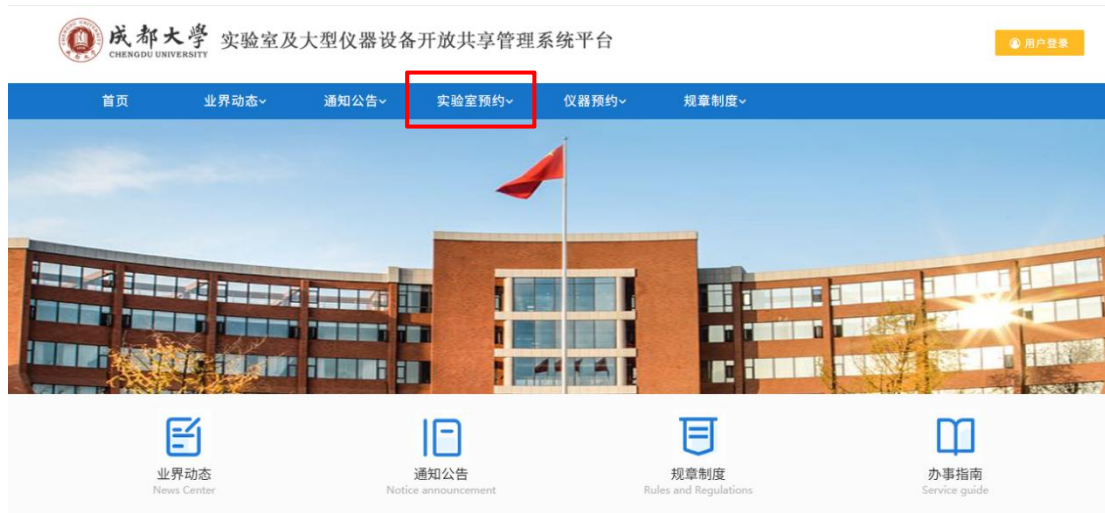 成都大學 实验室及大型仪器设备开放共享管理系统平台
CHENGDU UNIVERSITY
用户登录
首页 业界动态 通知公告 实验室预约 仪器预约 规章制度
业界动态 通知公告 规章制度 办事指南
News Center Notice announcement Rules and Regulations Service guide